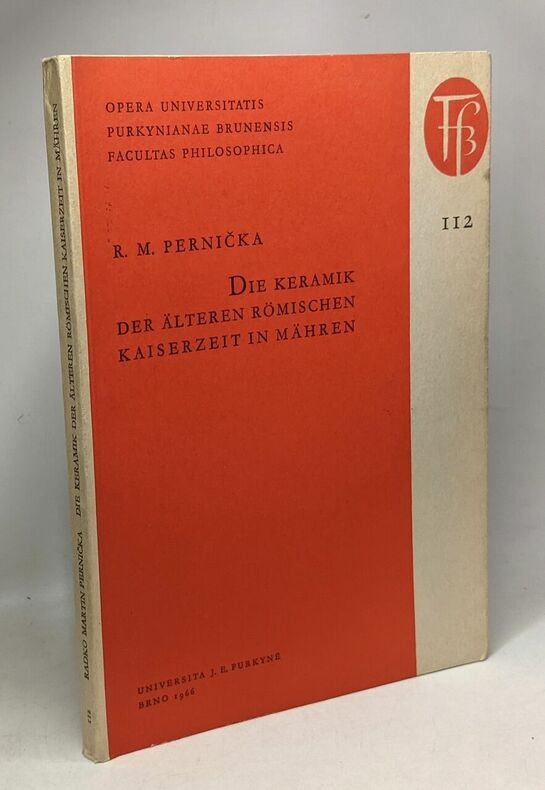 OPERA UNIVERSITATIS
PURKYNIANAE BRUNENSIS
FACULTAS PHILOSOPHICA
R. M. PERNIČKA
DIE KERAMIK
DER ÄLTEREN RÖMISCHEN
KAISERZEIT IN MÄHREN
UNIVERSITA J. E. PURKYNĚ
BRNO 1966
112
RADKO MARTIN PERNIČKA DIE KERAMIK DER ÄLTEREN RÖMISCHEN KAISERZEIT IN MÄHREN
112